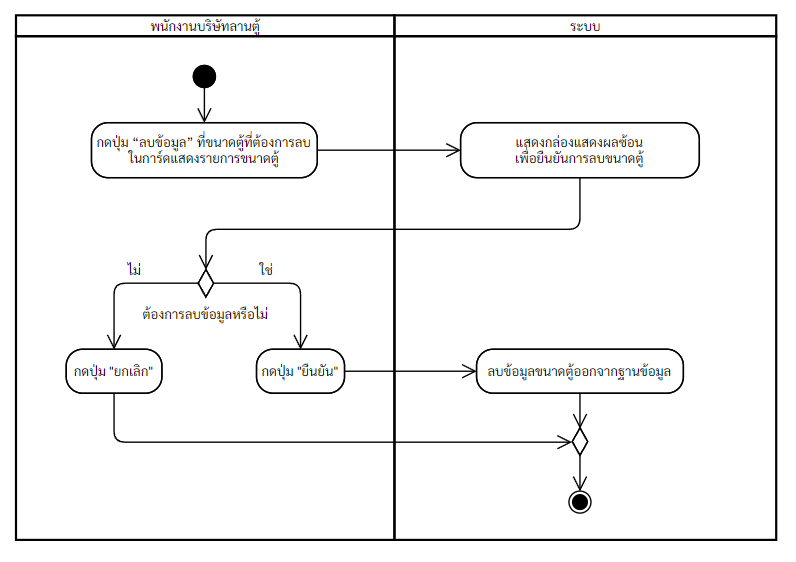 พนักงานบริษัทลานตู้
ระบบ
กดปุ่ม “ลบข้อมูล” ที่ขนาดตู้ที่ต้องการลบ
ในการ์ดแสดงรายการขนาดตู้
แสดงกล่องแสดงผลซ้อน
เพื่อยืนยันการลบขนาดตู้
ไม่
ใช่
ต้องการลบข้อมูลหรือไม่
กดปุ่ม "ยกเลิก"
กดปุ่ม "ยืนยัน"
ลบข้อมูลขนาดตู้ออกจากฐานข้อมูล